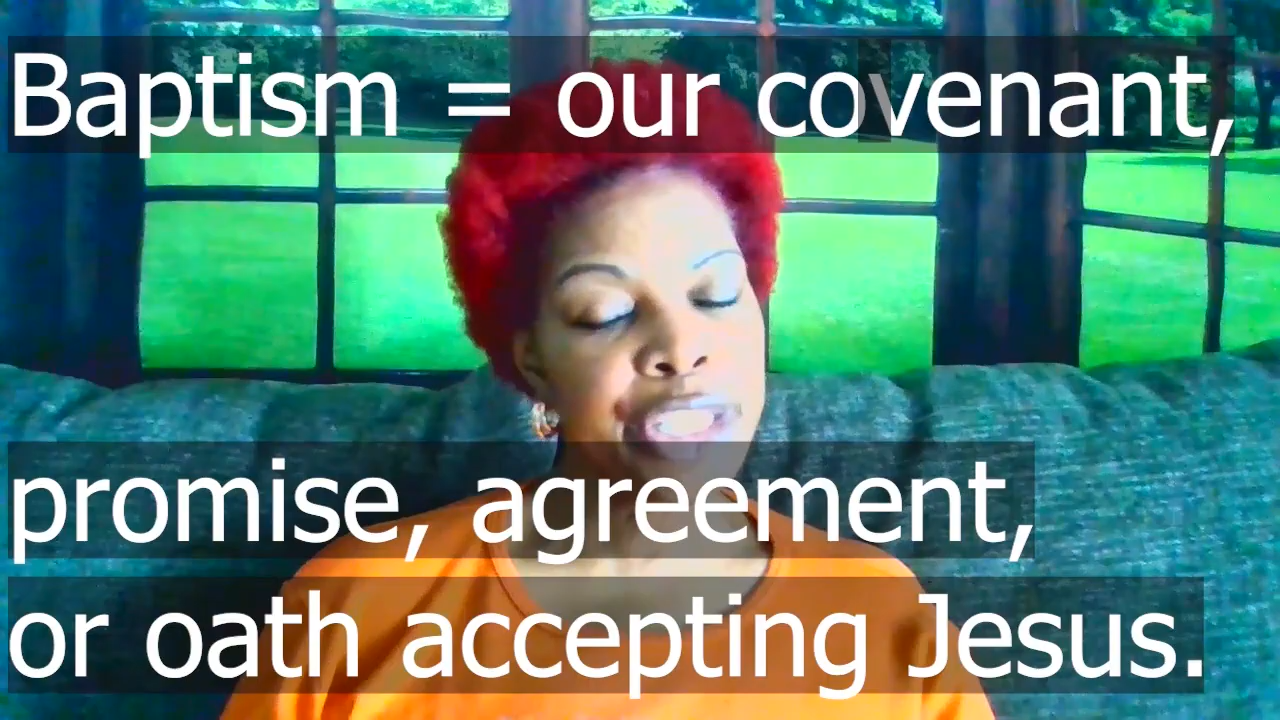 Baptism = our covenant,
promise, agreement,
or oath accepting Jesus.